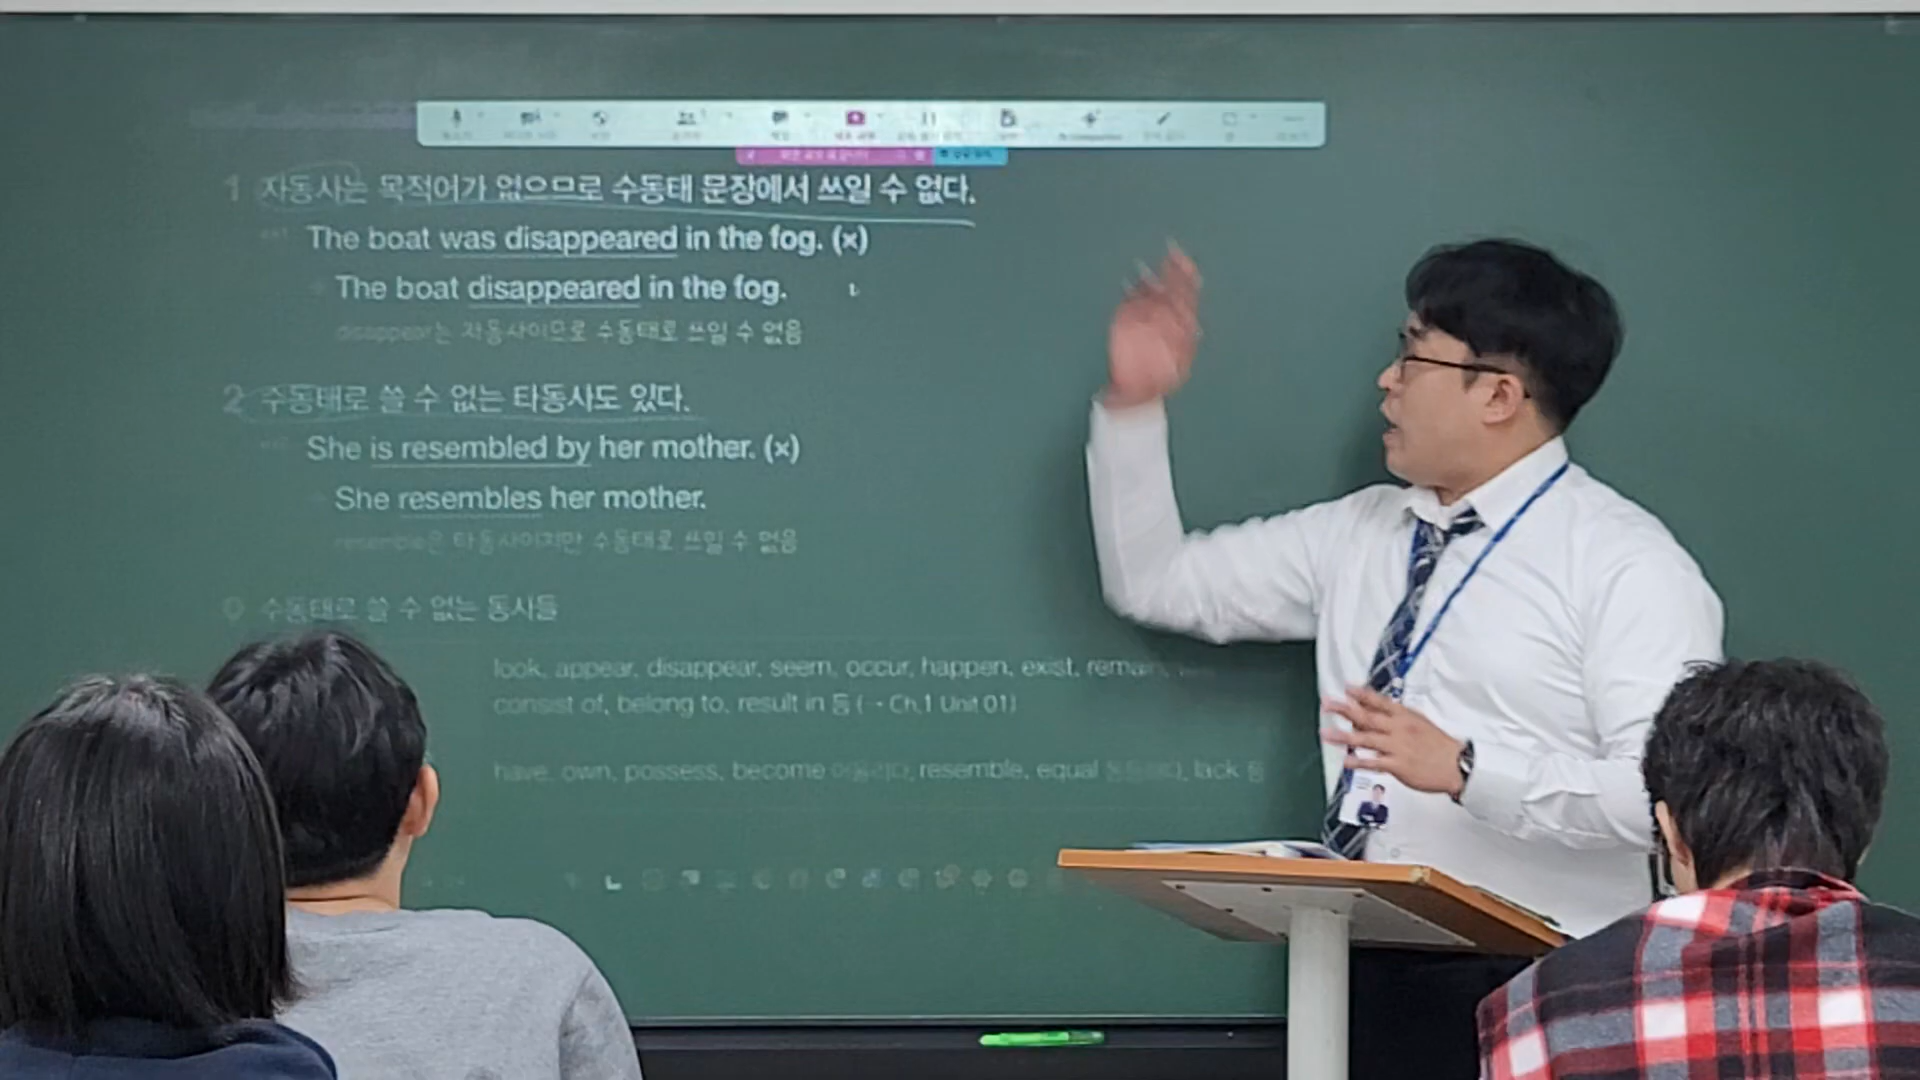 1 자동사는 목적어가 없으므로 수동태 문장에서 쓰일 수 없다.
The boat was disappeared in the fog. (×)
The boat disappeared in the fog.
disappear는 자동사이므로 수동태로 쓰일 수 없음
2 수동태로 쓸 수 없는 타동사도 있다.
She is resembled by her mother. (×)
She resembles her mother.
resemble은 타동사이지만 수동태로 쓰일 수 없음
수동태로 쓸 수 없는 동사들
look, appear, disappear, seem, occur, happen, exist, remain,
consist of, belong to, result in 등 (→ Ch.1 Unit 01)
have, own, possess, become 어울리다, resemble, equal lack 등